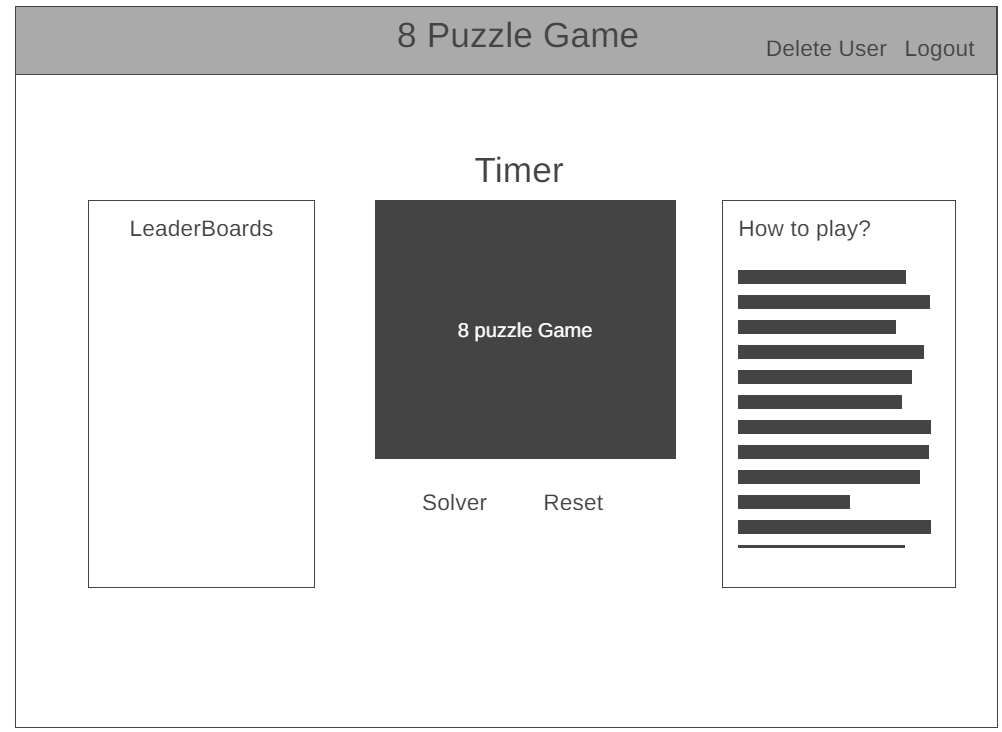 8 Puzzle Game
Delete User Logout
Timer
LeaderBoards
8 puzzle Game
How to play?
Solver Reset